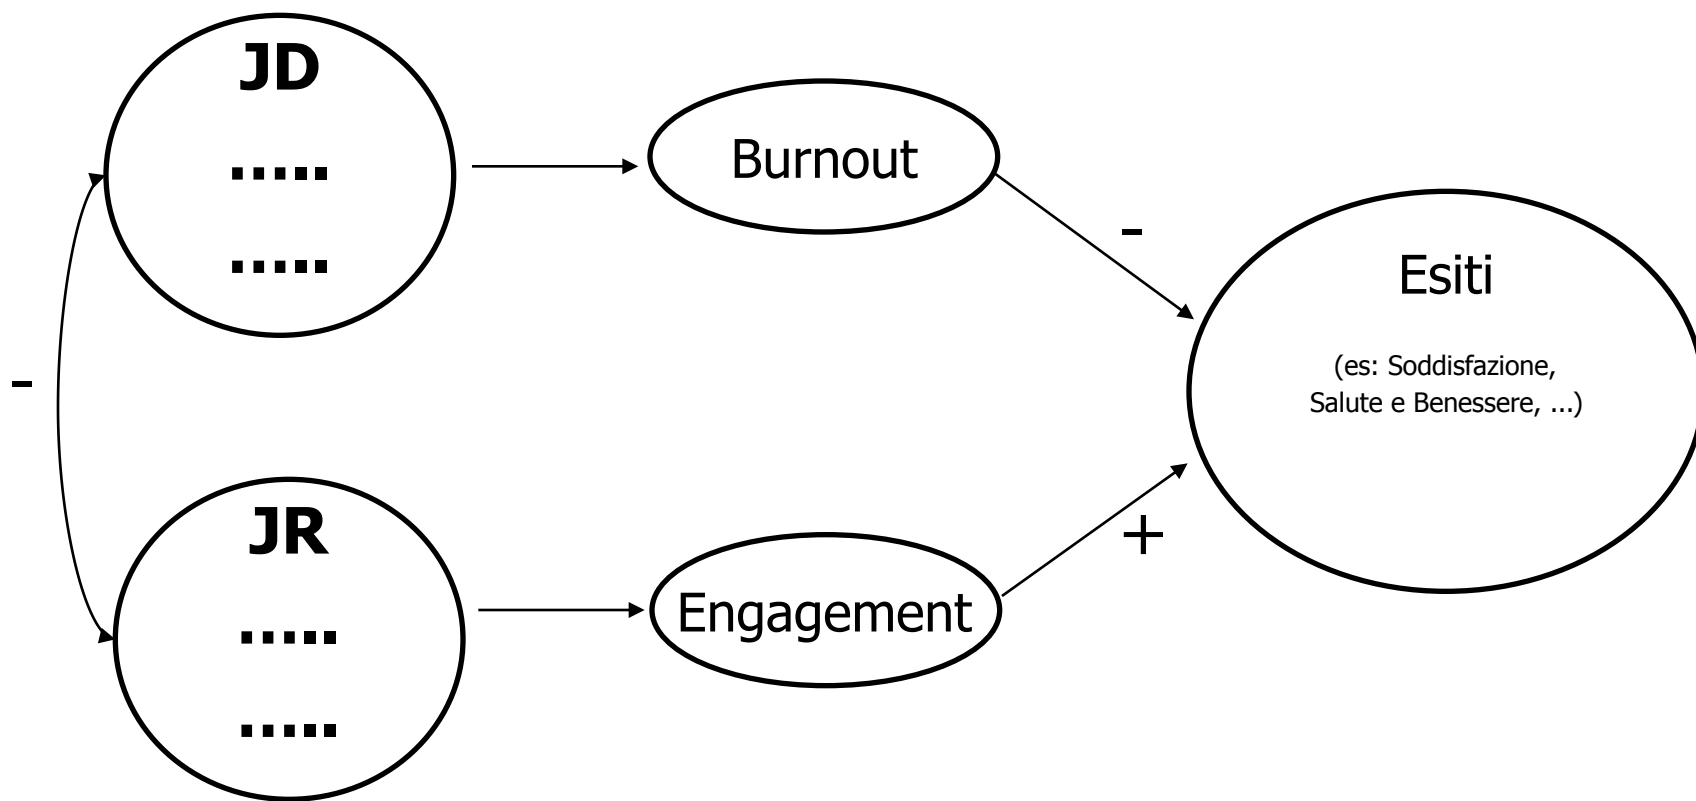 JD
.....
.....
Burnout
-
Esiti
(es: Soddisfazione,
Salute e Benessere, ...)
-
JR
.....
.....
Engagement
+